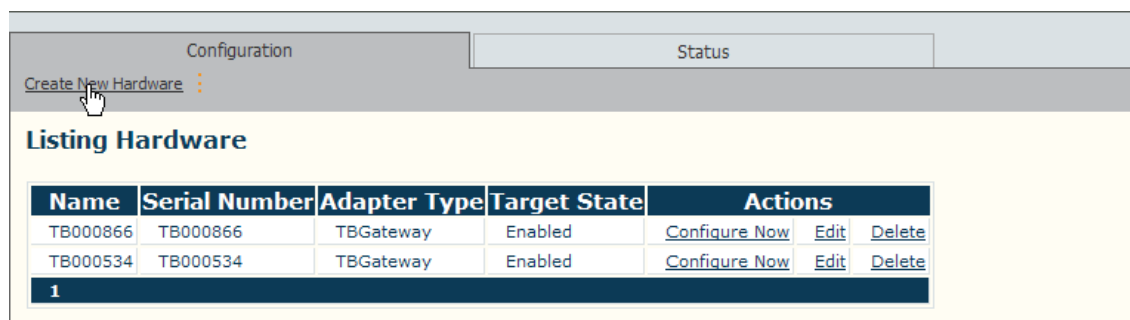 Configuration Status
Create New Hardware
Listing Hardware
Name Serial Number Adapter Type Target State Actions
TB000866 TB000866 TBGateway Enabled Configure Now Edit Delete
TB000534 TB000534 TBGateway Enabled Configure Now Edit Delete
1